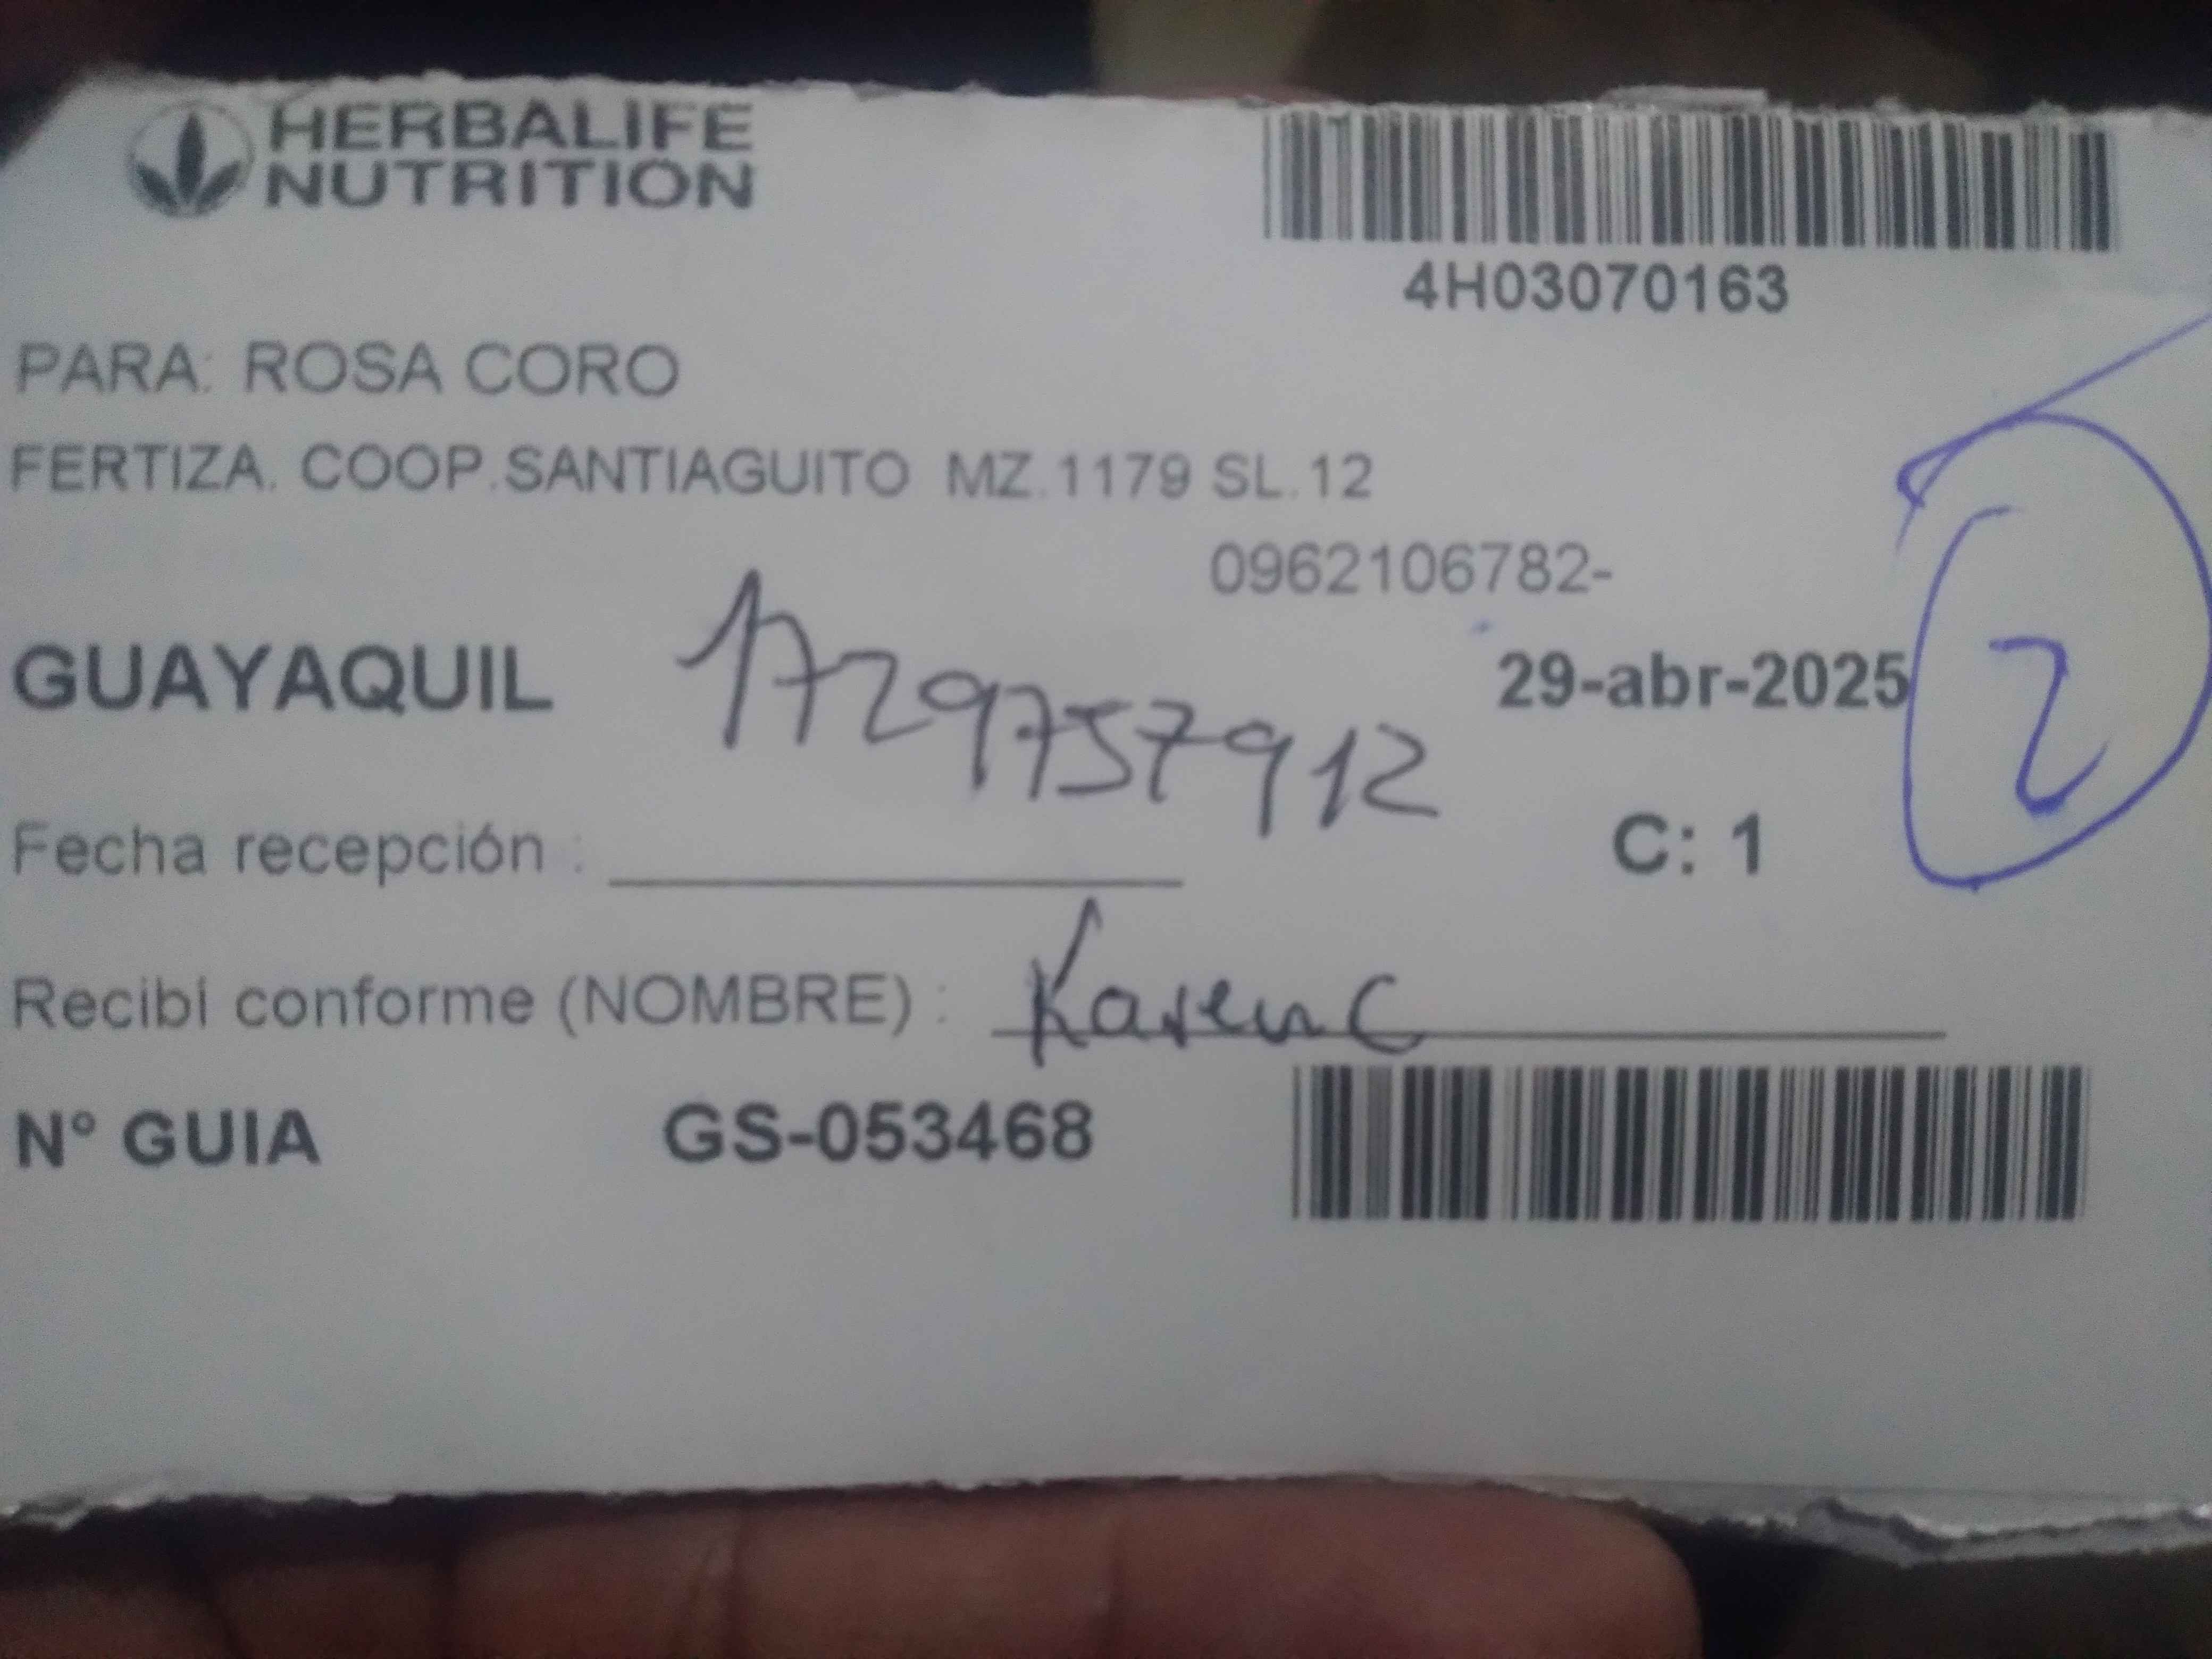 HERBALIFE
NUTRITION
4H03070163
PARA: ROSA CORO
FERTIZA. COOP.SANTIAGUITO MZ.1179 SL.12
0962106782-
GUAYAQUIL
1729757912
29-abr-2025
2
C: 1
Fecha recepción :
Recibí conforme (NOMBRE) : Karen C
N° GUIA GS-053468